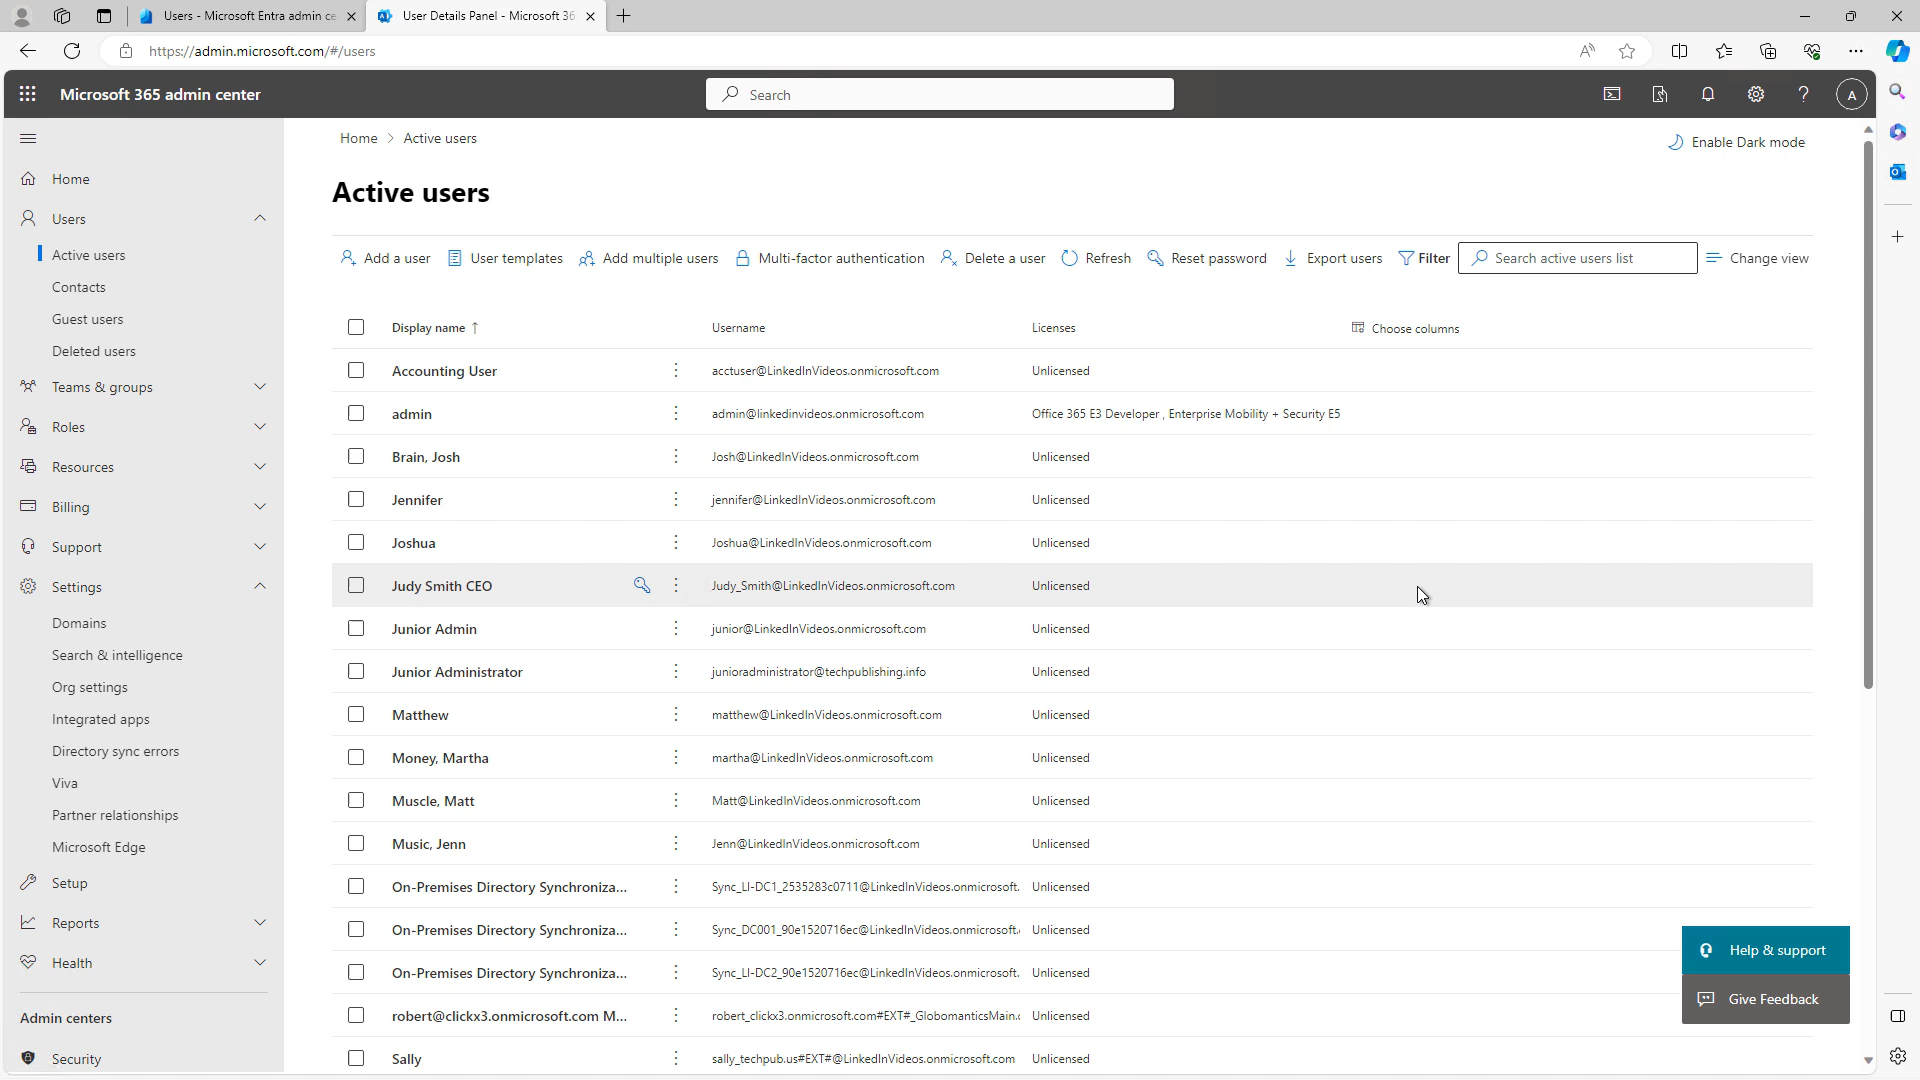 Users - Microsoft Entra admin ce
User Details Panel - Microsoft 36
https://admin.microsoft.com/#/users
Microsoft 365 admin center
Search
A
Home
Users
Active users
Contacts
Guest users
Deleted users
Teams & groups
Roles
Resources
Billing
Support
Settings
Domains
Search & intelligence
Org settings
Integrated apps
Directory sync errors
Viva
Partner relationships
Microsoft Edge
Setup
Reports
Health
Admin centers
Security
Home > Active users
Enable Dark mode
Active users
Add a user User templates Add multiple users Multi-factor authentication Delete a user Refresh Reset password Export users Filter Search active users list Change view
Display name ↑ Username Licenses Choose columns
Accounting User acctuser@LinkedInVideos.onmicrosoft.com Unlicensed
admin admin@linkedinvideos.onmicrosoft.com Office 365 E3 Developer , Enterprise Mobility + Security E5
Brain, Josh Josh@LinkedInVideos.onmicrosoft.com Unlicensed
Jennifer jennifer@LinkedInVideos.onmicrosoft.com Unlicensed
Joshua Joshua@LinkedInVideos.onmicrosoft.com Unlicensed
Judy Smith CEO Judy_Smith@LinkedInVideos.onmicrosoft.com Unlicensed
Junior Admin junior@LinkedInVideos.onmicrosoft.com Unlicensed
Junior Administrator junioradministrator@techpublishing.info Unlicensed
Matthew matthew@LinkedInVideos.onmicrosoft.com Unlicensed
Money, Martha martha@LinkedInVideos.onmicrosoft.com Unlicensed
Muscle, Matt Matt@LinkedInVideos.onmicrosoft.com Unlicensed
Music, Jenn Jenn@LinkedInVideos.onmicrosoft.com Unlicensed
On-Premises Directory Synchroniza... Sync_LI-DC1_2535283c0711@LinkedInVideos.onmicrosoft. Unlicensed
On-Premises Directory Synchroniza... Sync_DC001_90e1520716ec@LinkedInVideos.onmicrosoft. Unlicensed
On-Premises Directory Synchroniza... Sync_LI-DC2_90e1520716ec@LinkedInVideos.onmicrosoft. Unlicensed
robert@clickx3.onmicrosoft.com M... robert_clickx3.onmicrosoft.com#EXT#_GlobomanticsMain.c Unlicensed
Sally sally_techpub.us#EXT#@LinkedInVideos.onmicrosoft.com Unlicensed
Help & support
Give Feedback